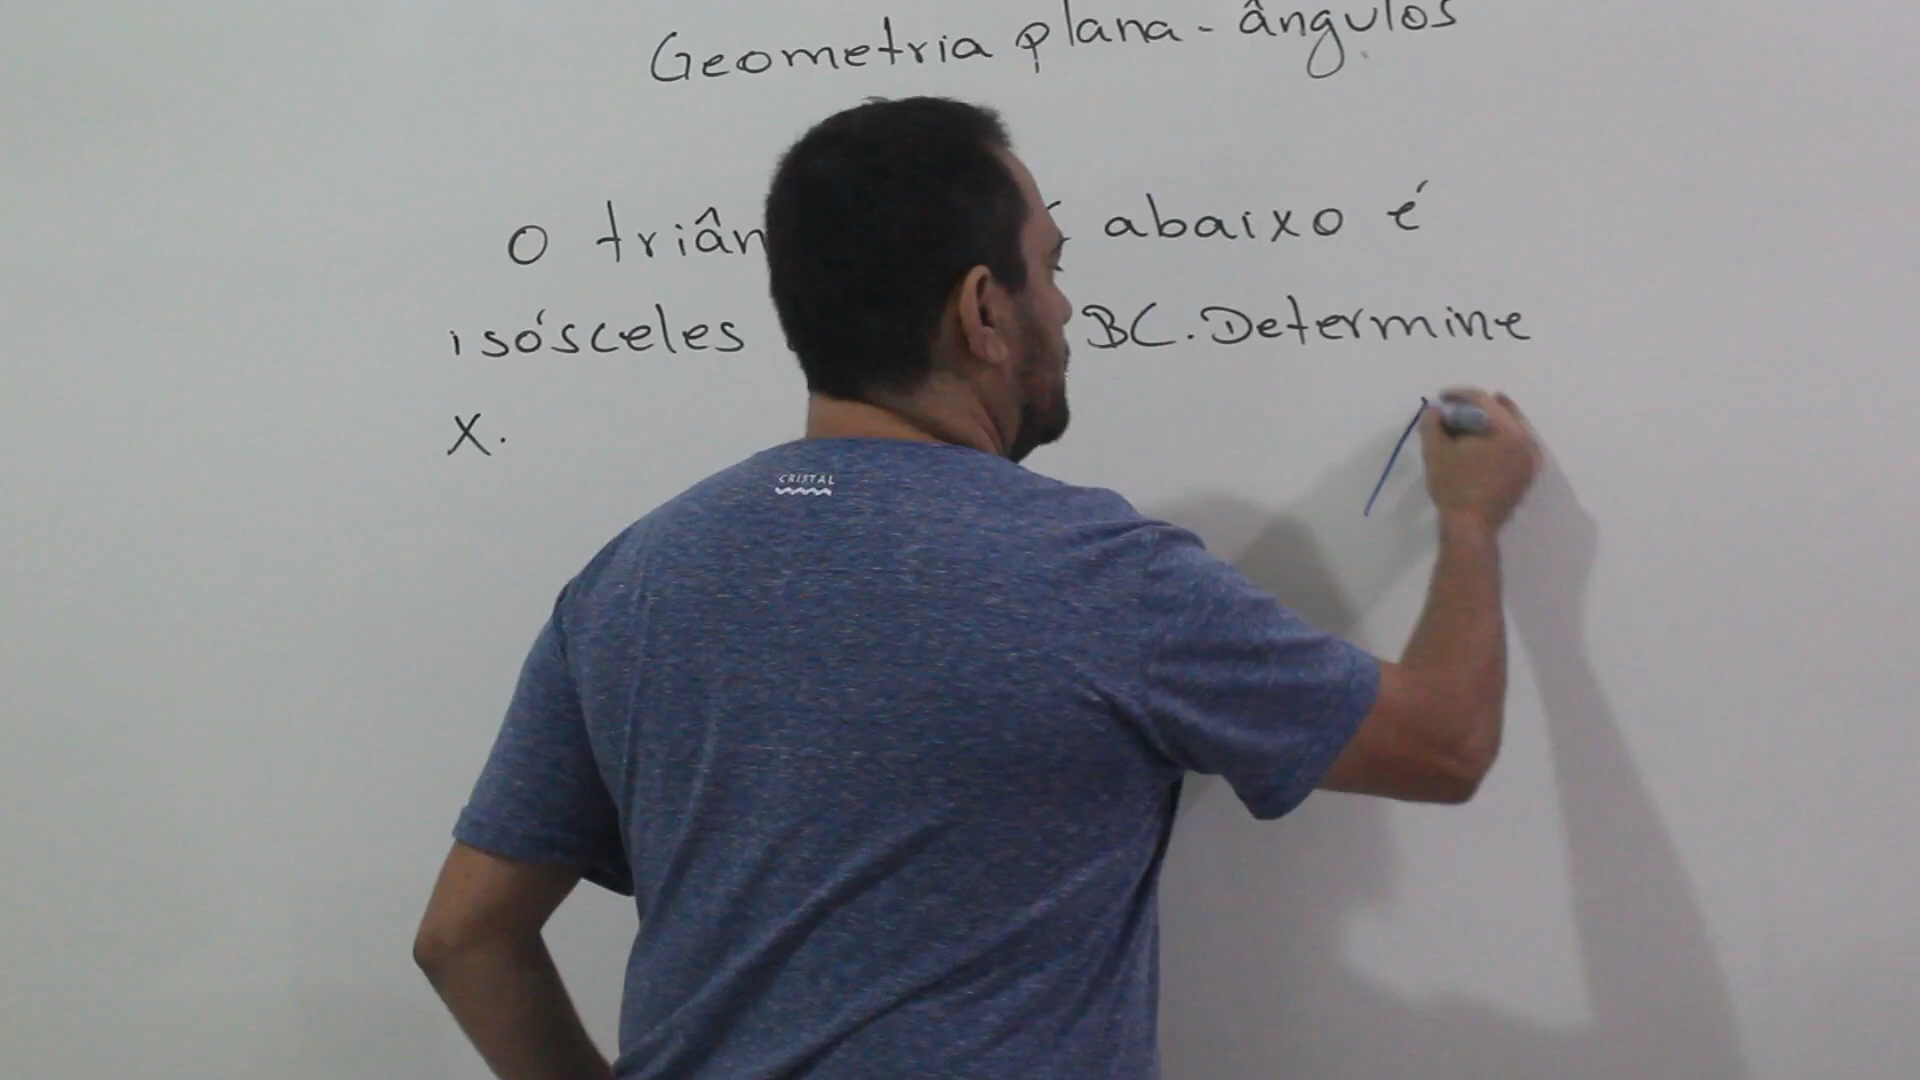 Geometria plana - ângulos
O triân abaixo é
isósceles BC. Determine
x.
CRISTAL